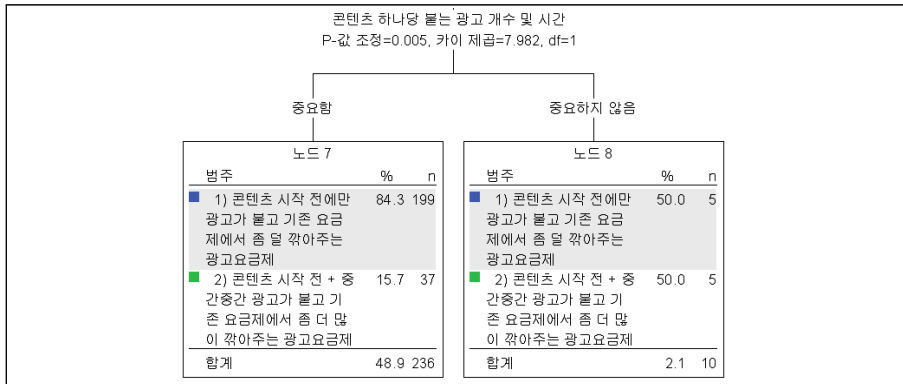 콘텐츠 하나당 붙는 광고 개수 및 시간
P-값 조정=0.005, 카이 제곱=7.982, df=1
중요함
중요하지 않음
노드 7
범주 % n
1) 콘텐츠 시작 전에만 84.3 199
광고가 붙고 기존 요금
제에서 좀 덜 깎아주는
광고요금제
2) 콘텐츠 시작 전 + 중 15.7 37
간중간 광고가 붙고 기
존 요금제에서 좀 더 많
이 깎아주는 광고요금제
합계 48.9 236
노드 8
범주 % n
1) 콘텐츠 시작 전에만 50.0 5
광고가 붙고 기존 요금
제에서 좀 덜 깎아주는
광고요금제
2) 콘텐츠 시작 전 + 중 50.0 5
간중간 광고가 붙고 기
존 요금제에서 좀 더 많
이 깎아주는 광고요금제
합계 2.1 10